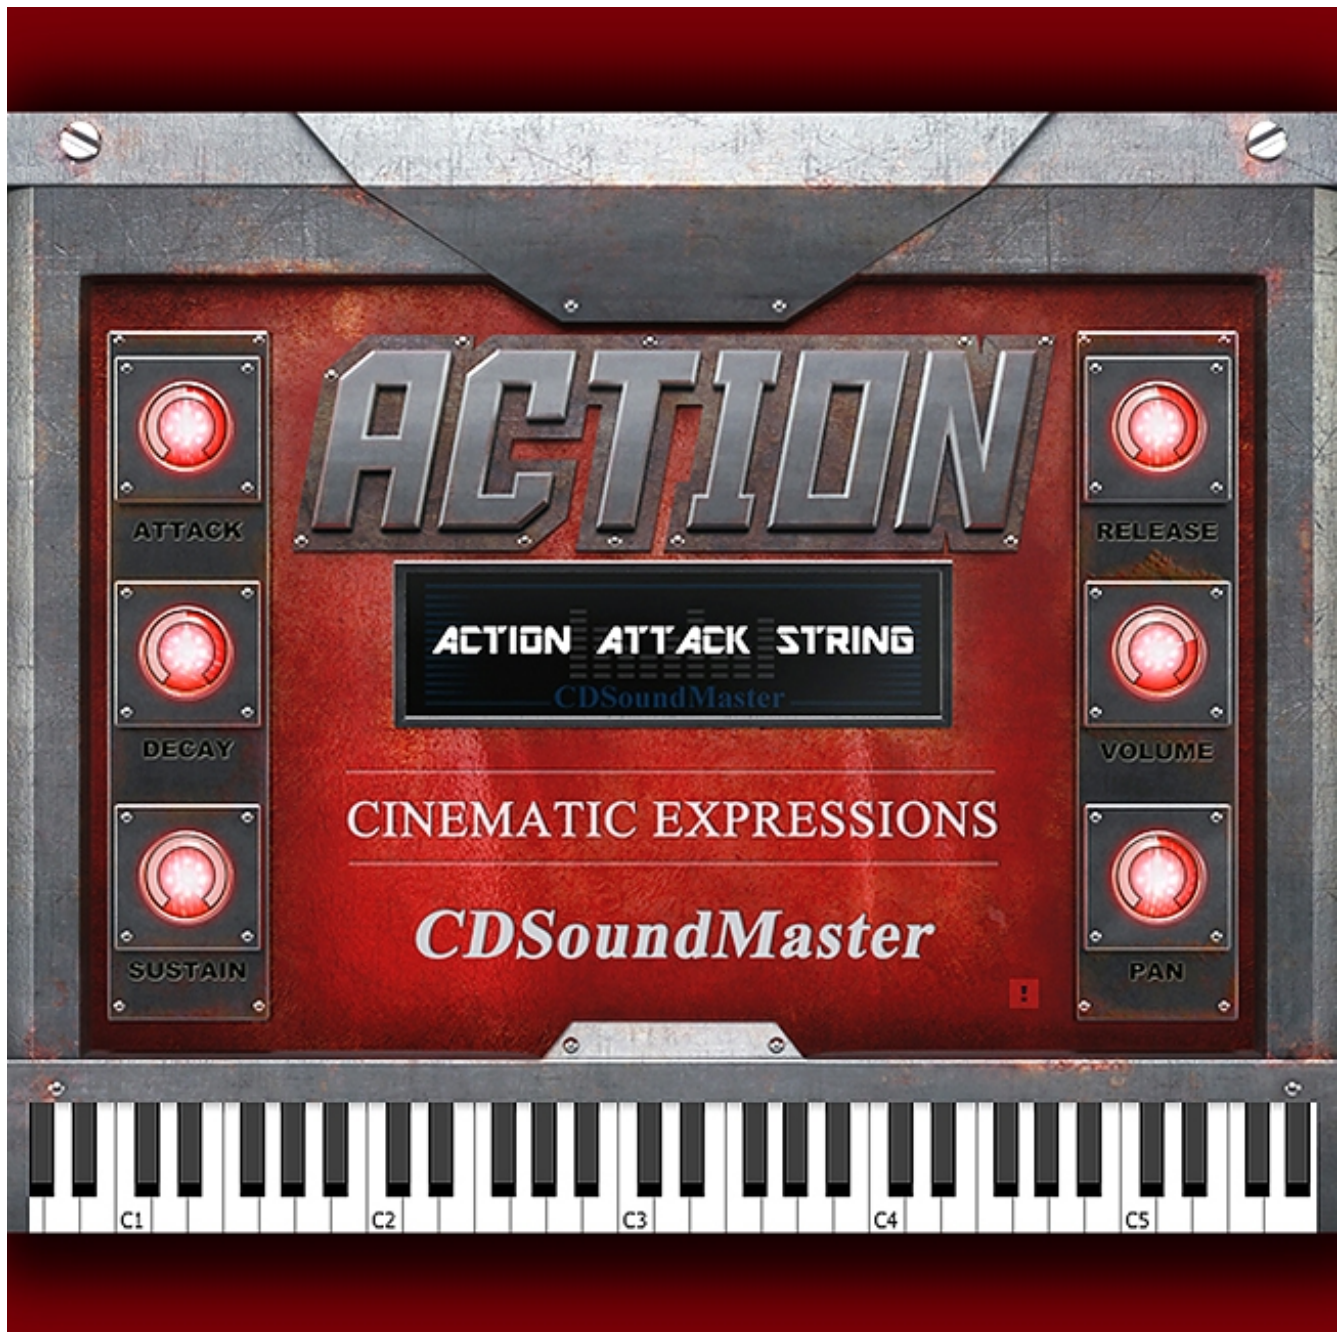 ACTION
ACTION ATTACK STRING
CDSoundMaster
ATTACK
RELEASE
DECAY
VOLUME
CINEMATIC EXPRESSIONS
CDSoundMaster
SUSTAIN
PAN
!
C1 C2 C3 C4 C5